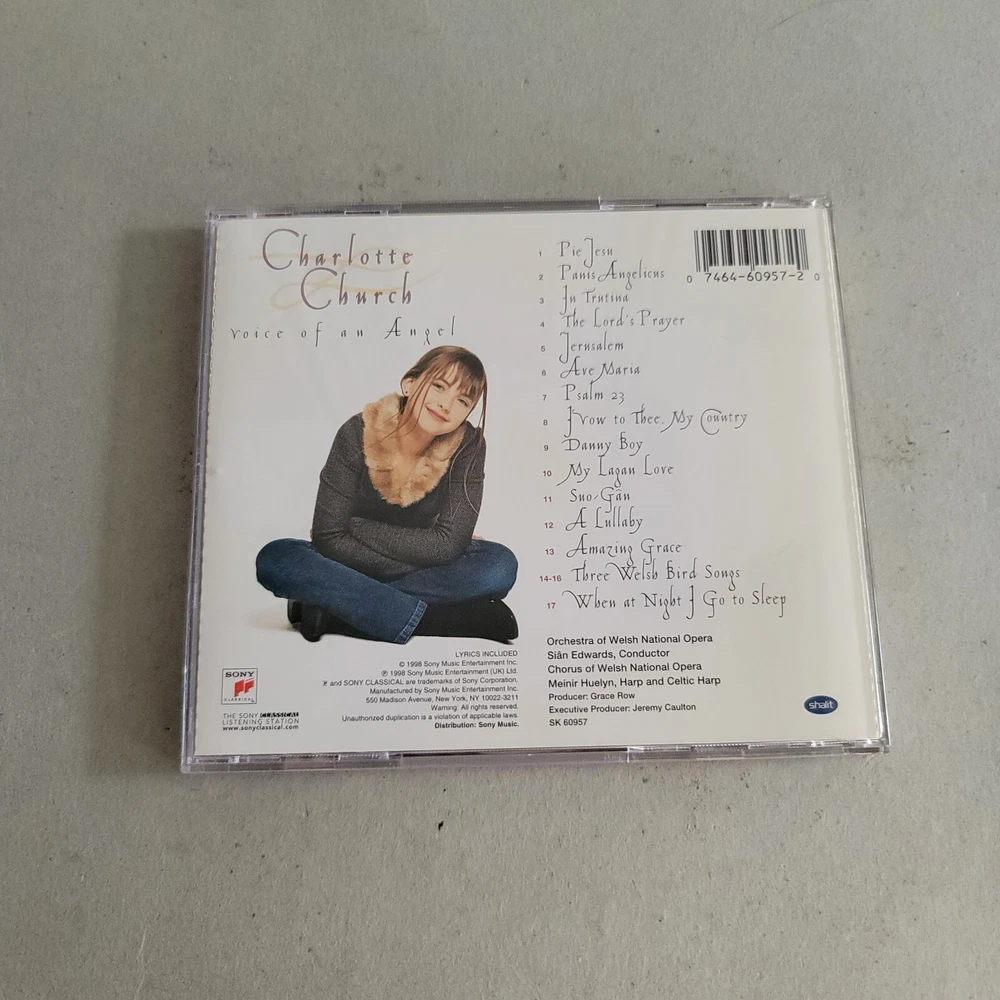 Charlotte
Church
voice of an Angel
1 Pie Jesu
2 Panis Angelicus
3 In Trutina
4 The Lord's Prayer
5 Jerusalem
6 Ave Maria
7 Psalm 23
8 I Vow to Thee, My Country
9 Danny Boy
10 My Lagan Love
11 Suo-Gân
12 A Lullaby
13 Amazing Grace
14-16 Three Welsh Bird Songs
17 When at Night I Go to Sleep
0 7464-60957-2 0
Orchestra of Welsh National Opera
Siân Edwards, Conductor
Chorus of Welsh National Opera
Meinir Huelyn, Harp and Celtic Harp
Producer: Grace Row
Executive Producer: Jeremy Caulton
SK 60957
shalit
LYRICS INCLUDED
© 1998 Sony Music Entertainment Inc.
℗ 1998 Sony Music Entertainment (UK) Ltd.
and SONY CLASSICAL are trademarks of Sony Corporation.
Manufactured by Sony Music Entertainment Inc.
550 Madison Avenue, New York, NY 10022-3211
Warning: All rights reserved.
Unauthorized duplication is a violation of applicable laws.
Distribution: Sony Music.
SONY
CLASSICAL
THE SONY CLASSICAL
LISTENING STATION
www.sonyclassical.com